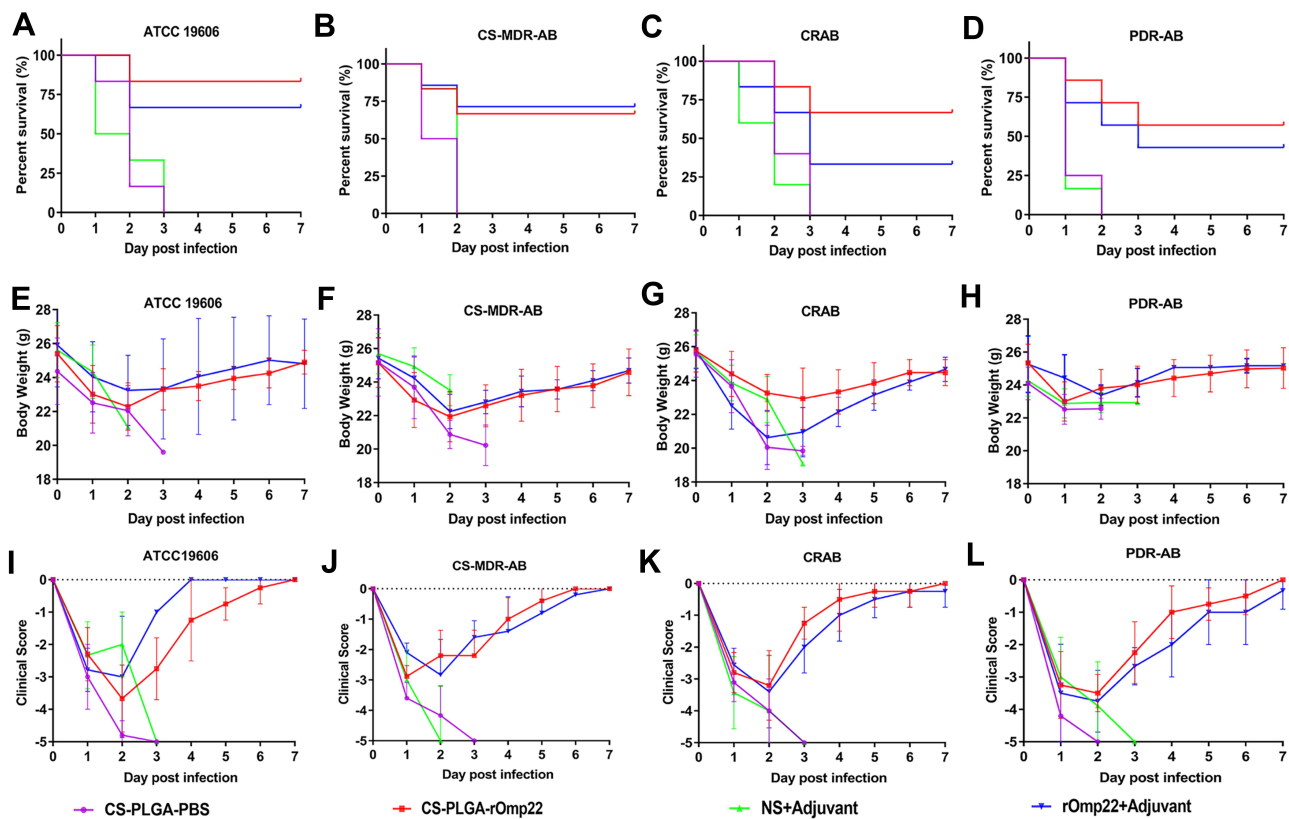 A
ATCC 19606
Percent survival (%)
100
75
50
25
0
0 1 2 3 4 5 6 7
Day post infection
B
CS-MDR-AB
Percent survival (%)
100
75
50
25
0
0 1 2 3 4 5 6 7
Day post infection
C
CRAB
Percent survival (%)
100
75
50
25
0
0 1 2 3 4 5 6 7
Day post infection
D
PDR-AB
Percent survival (%)
100
75
50
25
0
0 1 2 3 4 5 6 7
Day post infection
E
ATCC 19606
Body Weight (g)
28
26
24
22
20
18
0 1 2 3 4 5 6 7
Day post infection
F
CS-MDR-AB
Body Weight (g)
28
26
24
22
20
18
0 1 2 3 4 5 6 7
Day post infection
G
CRAB
Body Weight (g)
28
26
24
22
20
18
0 1 2 3 4 5 6 7
Day post infection
H
PDR-AB
Body Weight (g)
28
26
24
22
20
18
0 1 2 3 4 5 6 7
Day post infection
I
ATCC19606
Clinical Score
0
-1
-2
-3
-4
-5
0 1 2 3 4 5 6 7
Day post infection
J
CS-MDR-AB
Clinical Score
0
-1
-2
-3
-4
-5
0 1 2 3 4 5 6 7
Day post infection
K
CRAB
Clinical Score
0
-1
-2
-3
-4
-5
0 1 2 3 4 5 6 7
Day post infection
L
PDR-AB
Clinical Score
0
-1
-2
-3
-4
-5
0 1 2 3 4 5 6 7
Day post infection
CS-PLGA-PBS
CS-PLGA-rOmp22
NS+Adjuvant
rOmp22+Adjuvant